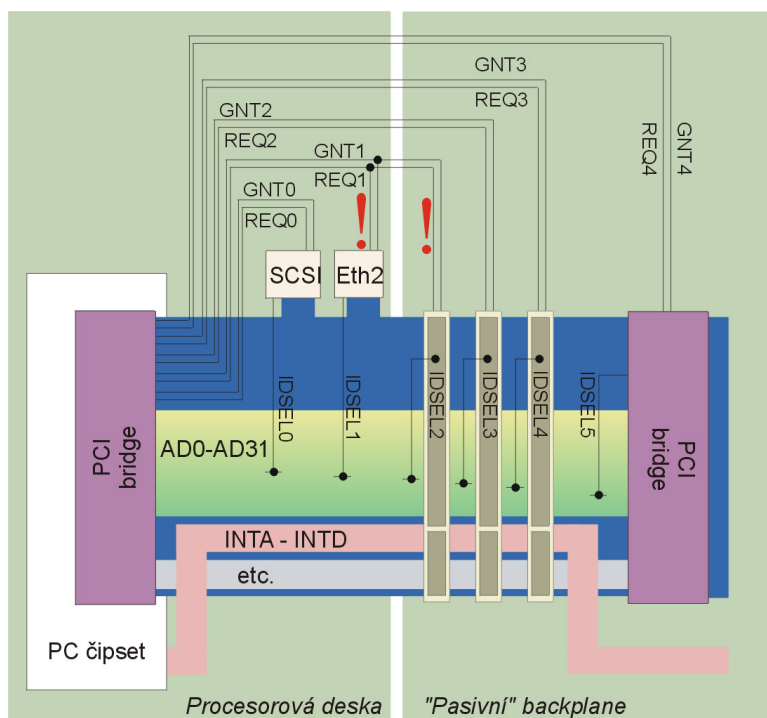 GNT3
REQ3
GNT2
REQ2
GNT1
REQ1
GNT0
REQ0
REQ4
GNT4
!
!
SCSI
Eth2
IDSEL0
IDSEL1
IDSEL2
IDSEL3
IDSEL4
IDSEL5
PCI
bridge
AD0-AD31
PCI
bridge
INTA - INTD
etc.
PC čipset
Procesorová deska
"Pasivní" backplane